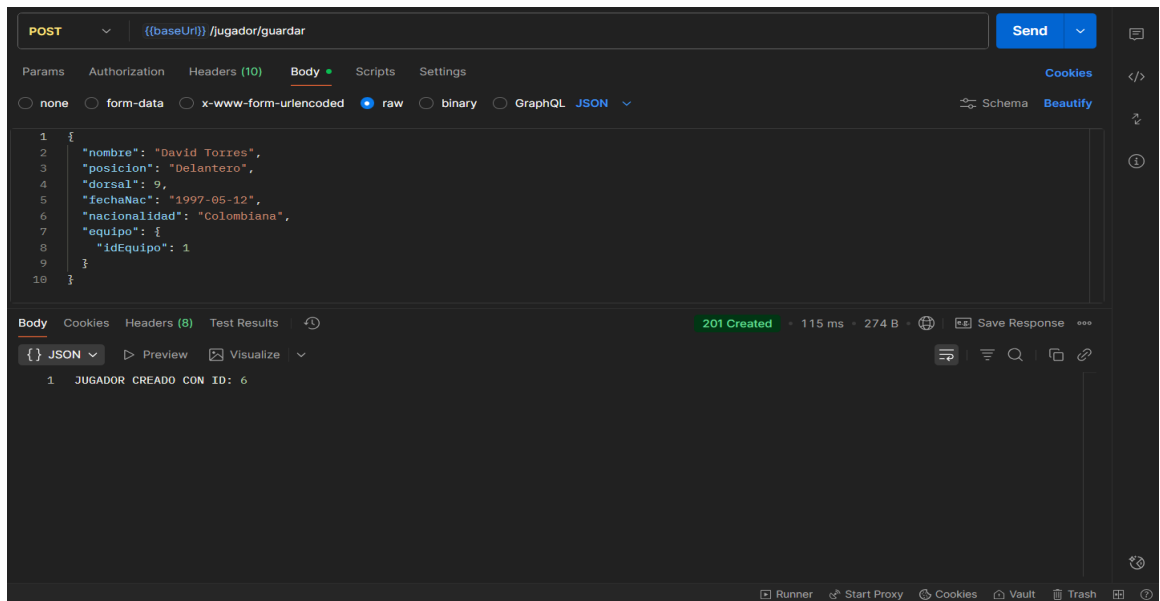 POST {{baseUrl}} /jugador/guardar Send
Params Authorization Headers (10) Body Scripts Settings Cookies
none form-data x-www-form-urlencoded raw binary GraphQL JSON Schema Beautify
1 {
2 "nombre": "David Torres",
3 "posicion": "Delantero",
4 "dorsal": 9,
5 "fechaNac": "1997-05-12",
6 "nacionalidad": "Colombiana",
7 "equipo": {
8 "idEquipo": 1
9 }
10 }
Body Cookies Headers (8) Test Results 201 Created 115 ms 274 B e.g. Save Response
{} JSON Preview Visualize
1 JUGADOR CREADO CON ID: 6
Runner Start Proxy Cookies Vault Trash